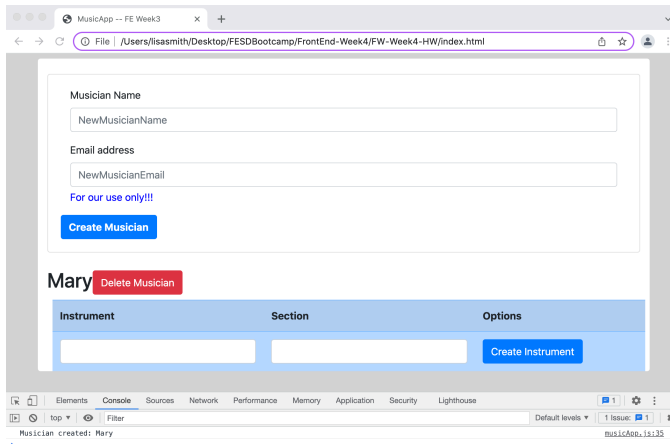 MusicApp -- FE Week3
File | /Users/lisasmith/Desktop/FESDBootcamp/FrontEnd-Week4/FW-Week4-HW/index.html
Musician Name
NewMusicianName
Email address
NewMusicianEmail
For our use only!!!
Create Musician
Mary Delete Musician
Instrument Section Options
Create Instrument
Elements Console Sources Network Performance Memory Application Security Lighthouse 1
top Filter Default levels 1 Issue: 1
Musician created: Mary musicApp.js:35